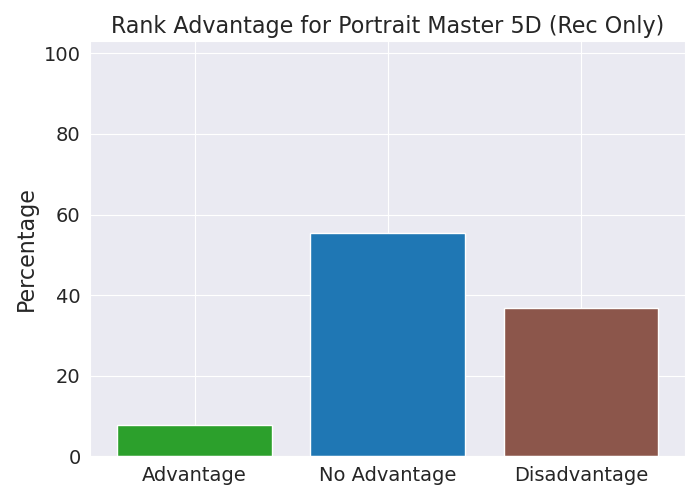 Rank Advantage for Portrait Master 5D (Rec Only)
Percentage
100
80
60
40
20
0
Advantage
No Advantage
Disadvantage